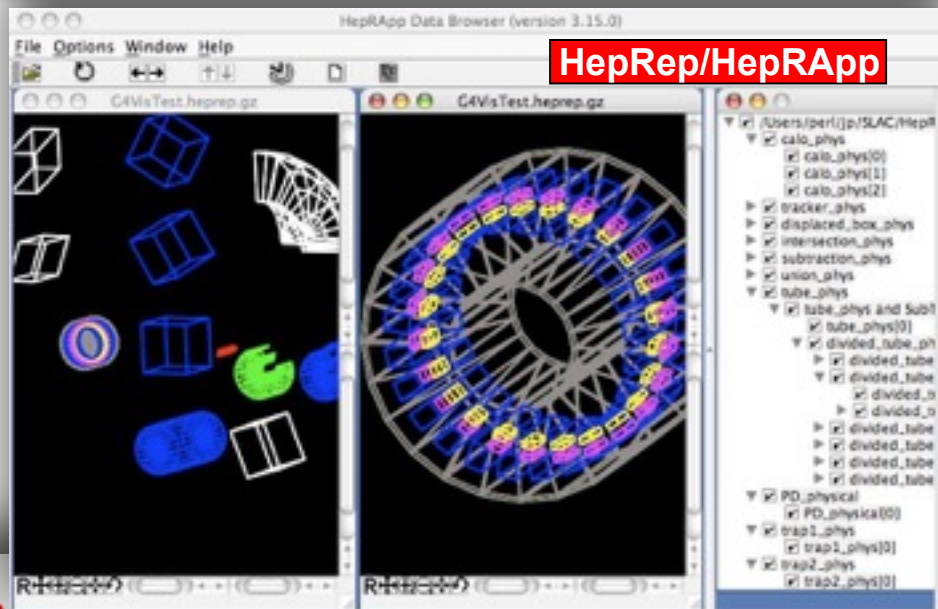 HepRApp Data Browser (version 3.15.0)
File Options Window Help
HepRep/HepRApp
G4VisTest.heprep.gz
G4VisTest.heprep.gz
/Users/perl/jp/SLAC/HepR
calo_phys
calo_phys[0]
calo_phys[1]
calo_phys[2]
tracker_phys
displaced_box_phys
intersection_phys
subtraction_phys
union_phys
tube_phys
tube_phys and SubT
tube_phys[0]
divided_tube_ph
divided_tube
divided_tube
divided_t
divided_t
divided_tube
divided_tube
divided_tube
divided_tube
PD_physical
PD_physical[0]
trap1_phys
trap1_phys[0]
trap2_phys
trap2_phys[0]
R
R